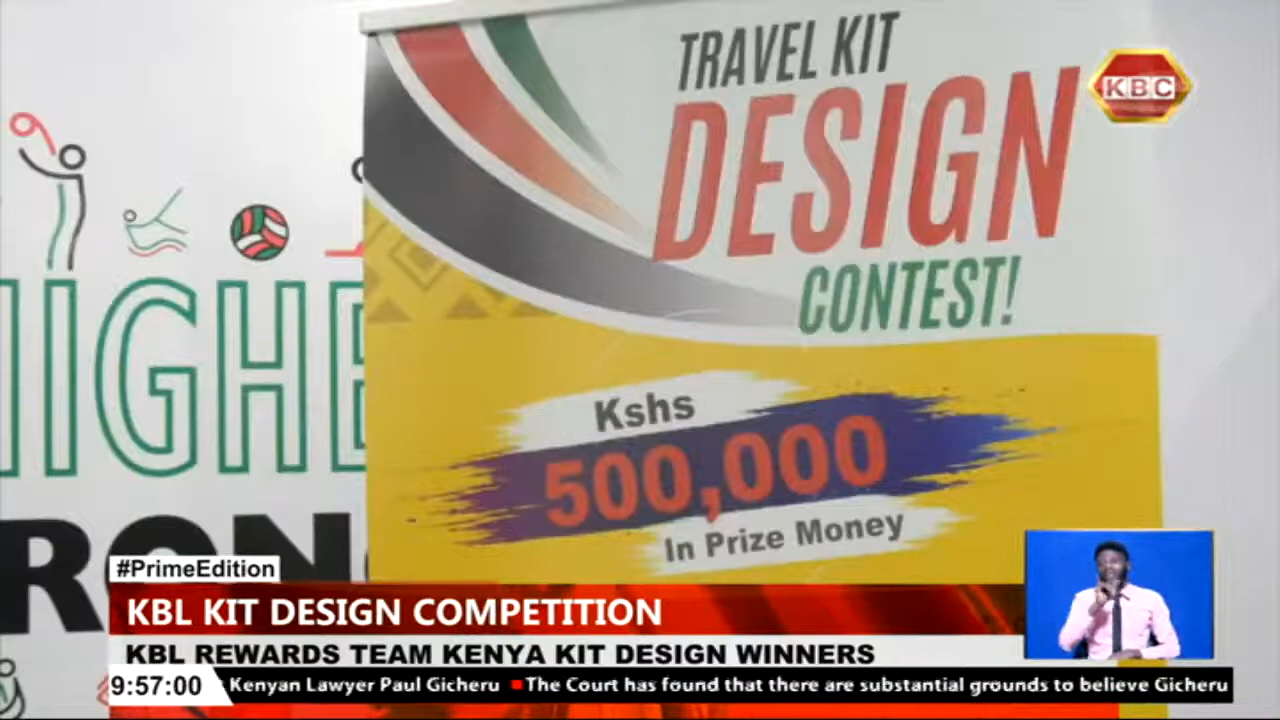 TRAVEL KIT
DESIGN
CONTEST!
KBC
Kshs
500,000
In Prize Money
#PrimeEdition
KBL KIT DESIGN COMPETITION
KBL REWARDS TEAM KENYA KIT DESIGN WINNERS
9:57:00 Kenyan Lawyer Paul Gicheru ■The Court has found that there are substantial grounds to believe Gicheru